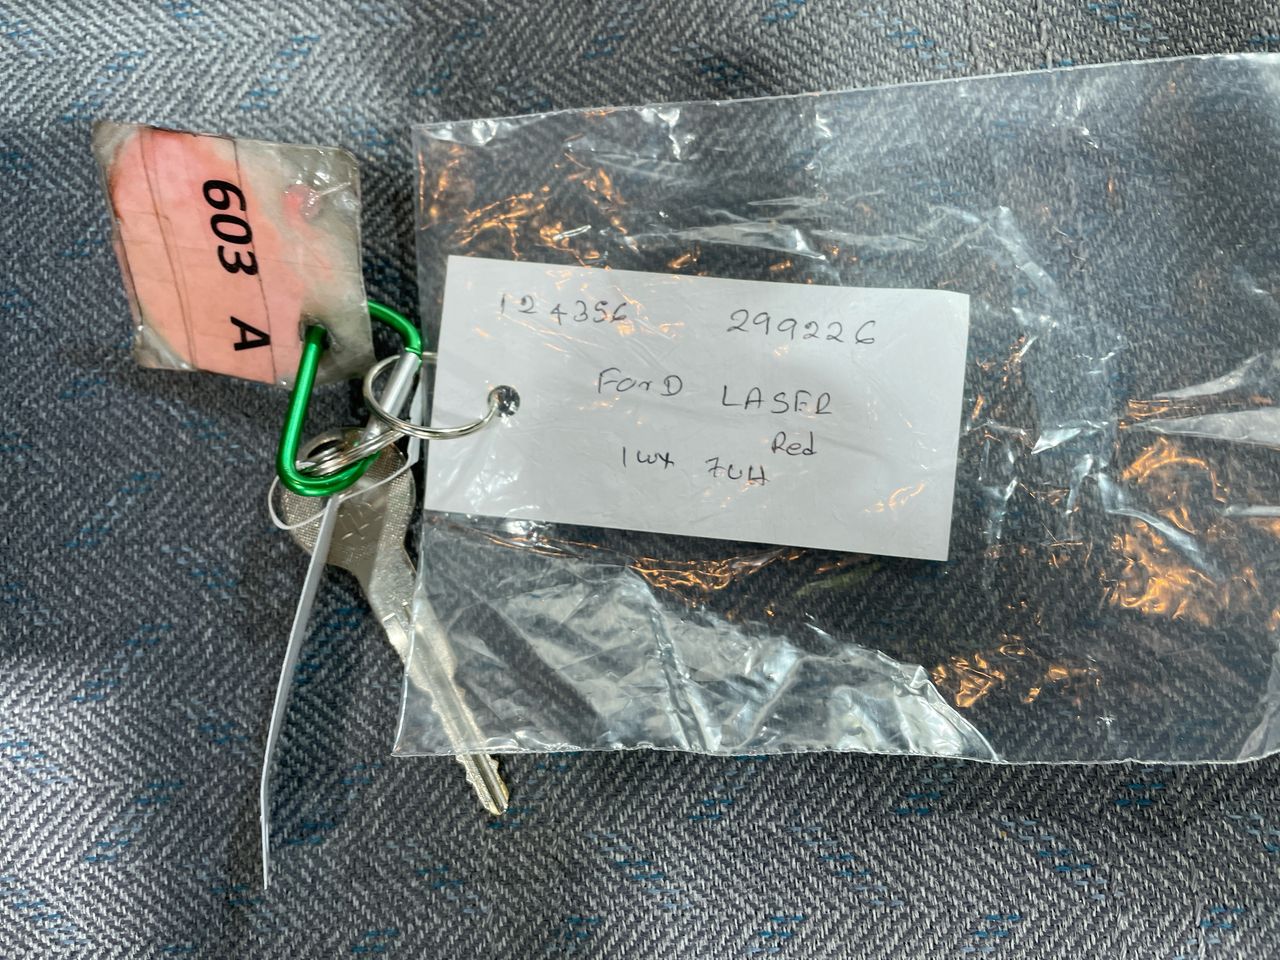 603 A
124356 299226
Ford LASER
Red
1WX 7UH